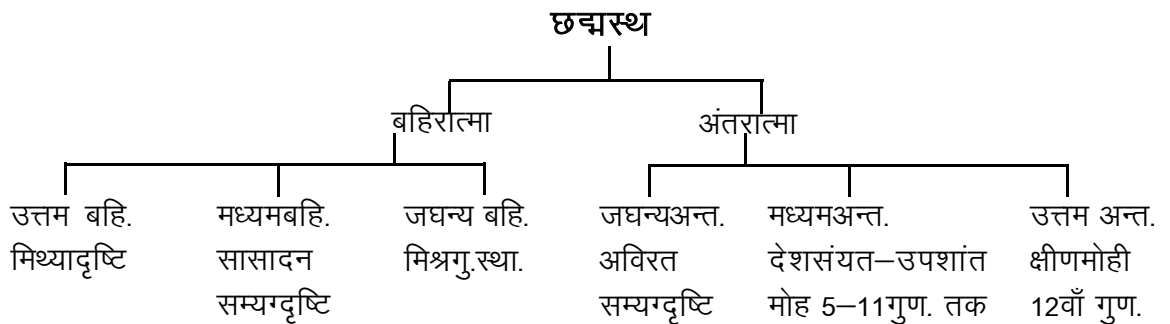 छद्मस्थ
बहिरात्मा अंतरात्मा
उत्तम बहि. मध्यमबहि. जघन्य बहि. जघन्यअन्त. मध्यमअन्त. उत्तम अन्त.
मिथ्यादृष्टि सासादन मिश्रगु.स्था. अविरत देशसंयत–उपशांत क्षीणमोही
सम्यग्दृष्टि सम्यग्दृष्टि मोह 5–11गुण. तक 12वाँ गुण.